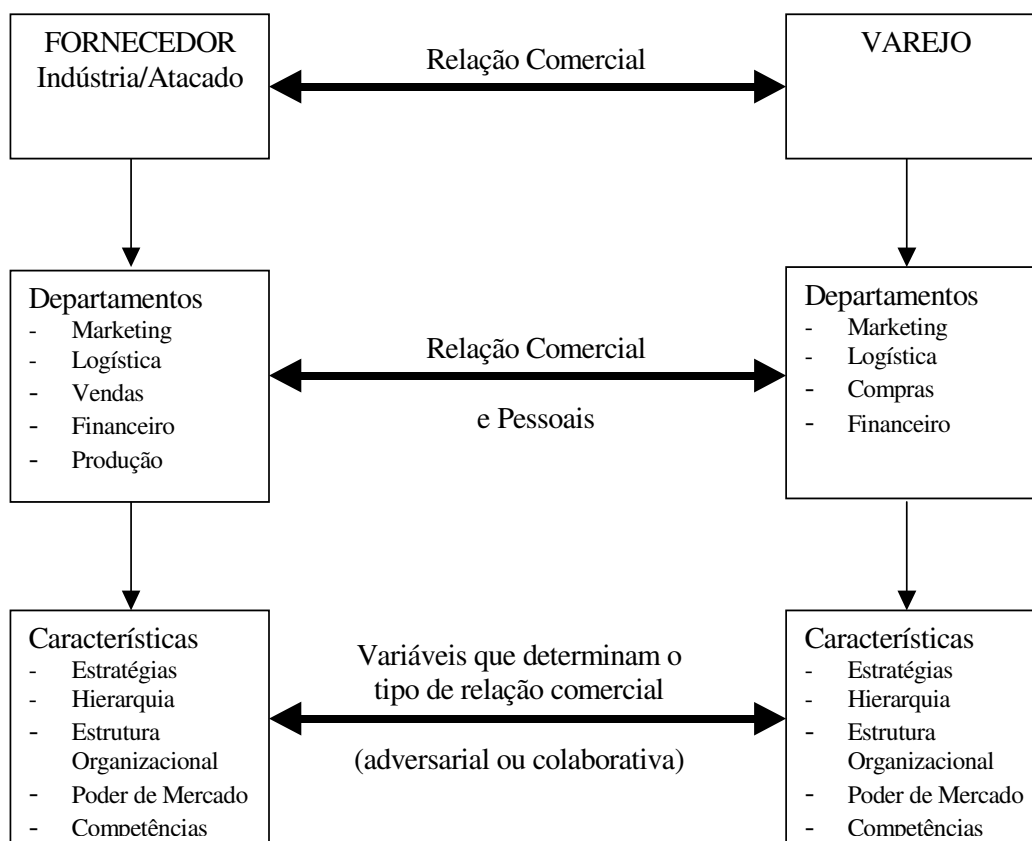 FORNECEDOR
Indústria/Atacado
Relação Comercial
VAREJO
Departamentos
- Marketing
- Logística
- Vendas
- Financeiro
- Produção
Relação Comercial
e Pessoais
Departamentos
- Marketing
- Logística
- Compras
- Financeiro
Características
- Estratégias
- Hierarquia
- Estrutura
Organizacional
- Poder de Mercado
- Competências
Variáveis que determinam o
tipo de relação comercial
(adversarial ou colaborativa)
Características
- Estratégias
- Hierarquia
- Estrutura
Organizacional
- Poder de Mercado
- Competências